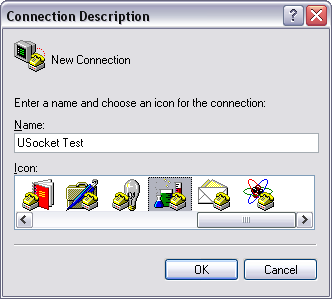 Connection Description
New Connection
Enter a name and choose an icon for the connection:
Name:
USocket Test
Icon:
OK
Cancel